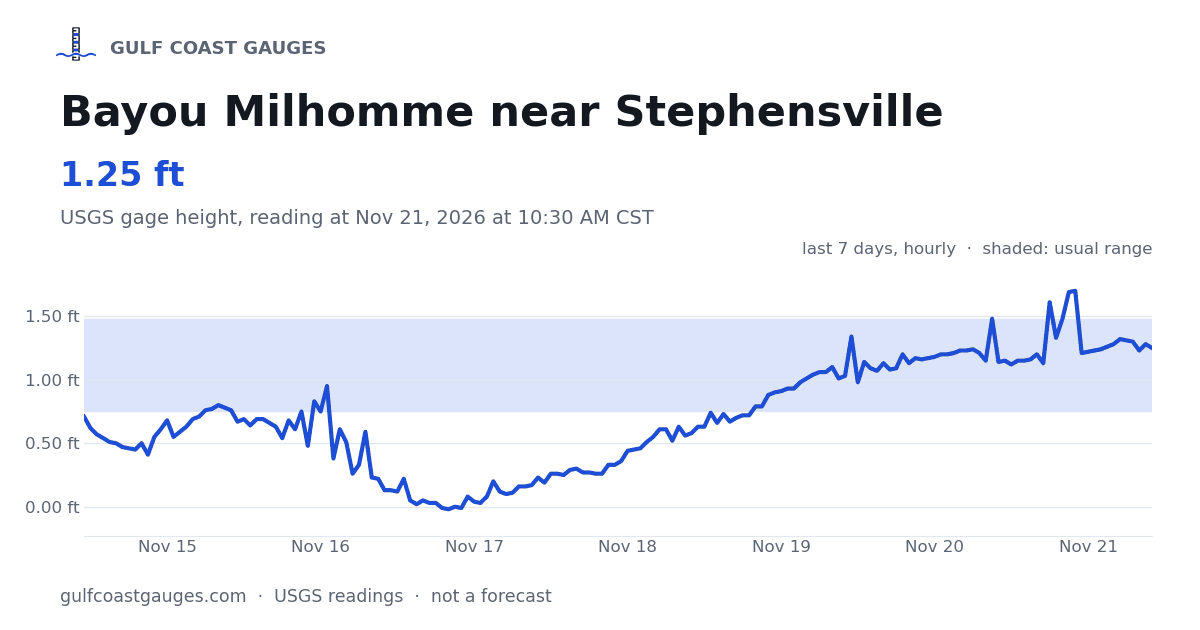 GULF COAST GAUGES
Bayou Milhomme near Stephensville
1.25 ft
USGS gage height, reading at Nov 21, 2026 at 10:30 AM CST
last 7 days, hourly · shaded: usual range
1.50 ft
1.00 ft
0.50 ft
0.00 ft
Nov 15 Nov 16 Nov 17 Nov 18 Nov 19 Nov 20 Nov 21
gulfcoastgauges.com · USGS readings · not a forecast